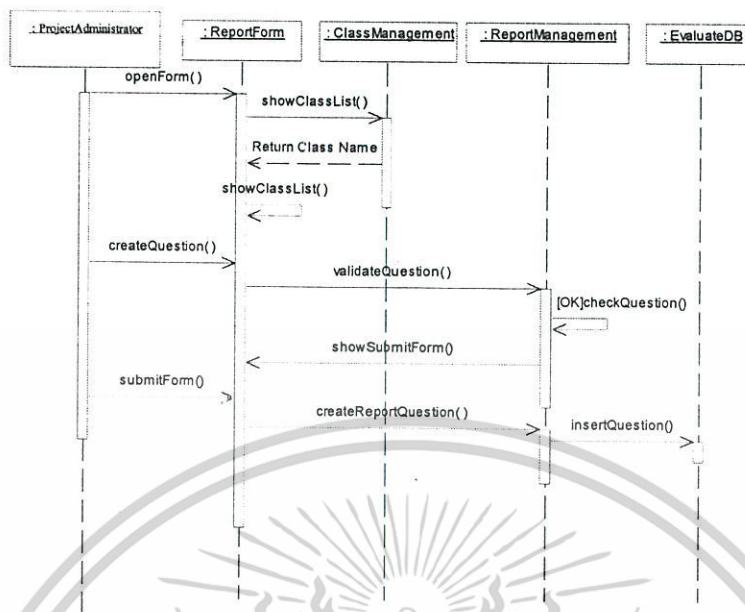 : ProjectAdministrator
: ReportForm
: ClassManagement
: ReportManagement
: EvaluateDB
openForm()
showClassList()
Return Class Name
showClassList()
createQuestion()
validateQuestion()
[OK]checkQuestion()
showSubmitForm()
submitForm()
createReportQuestion()
insertQuestion()